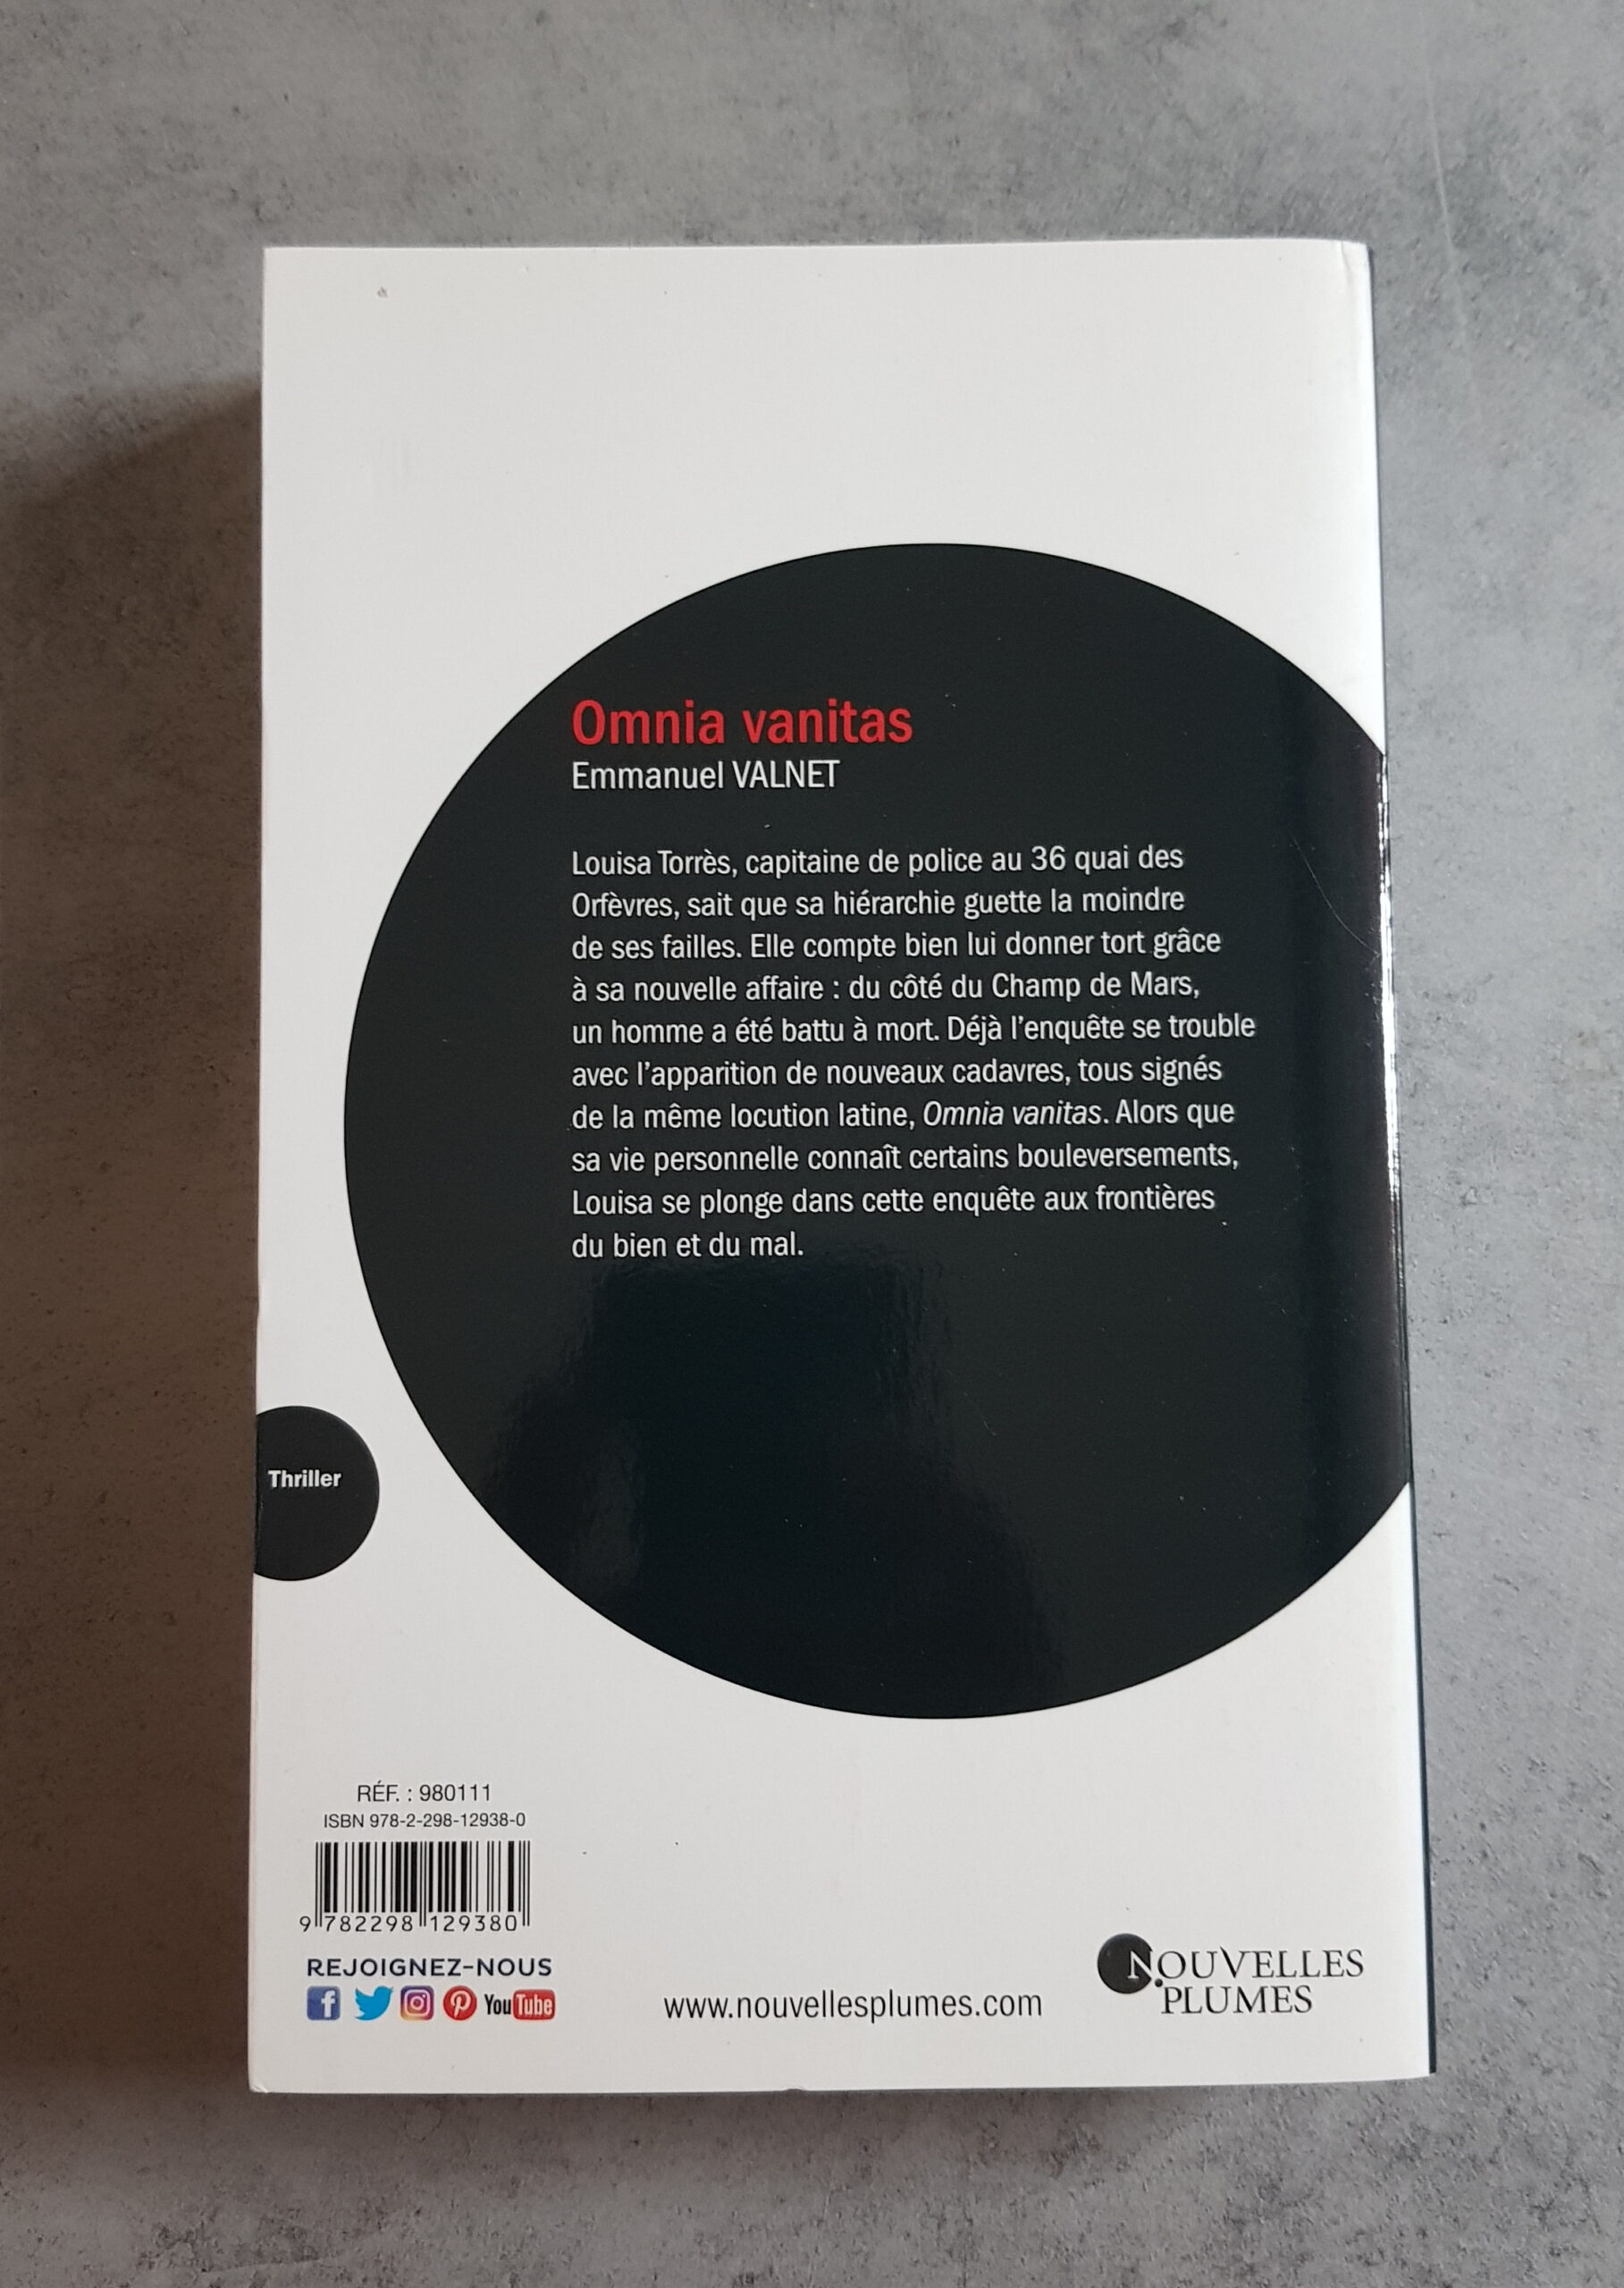 Omnia vanitas
Emmanuel VALNET
Louisa Torrès, capitaine de police au 36 quai des
Orfèvres, sait que sa hiérarchie guette la moindre
de ses failles. Elle compte bien lui donner tort grâce
à sa nouvelle affaire : du côté du Champ de Mars,
un homme a été battu à mort. Déjà l'enquête se trouble
avec l'apparition de nouveaux cadavres, tous signés
de la même locution latine, Omnia vanitas. Alors que
sa vie personnelle connaît certains bouleversements,
Louisa se plonge dans cette enquête aux frontières
du bien et du mal.
Thriller
RÉF. : 980111
ISBN 978-2-298-12938-0
9 782298 129380
REJOIGNEZ-NOUS
YouTube
www.nouvellesplumes.com
NOUVELLES
PLUMES